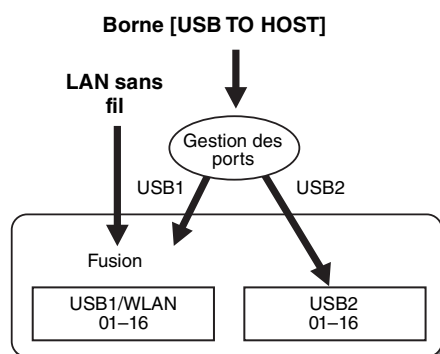 Borne [USB TO HOST]
LAN sans
fil
Gestion des
ports
USB1
USB2
Fusion
USB1/WLAN
01–16
USB2
01–16